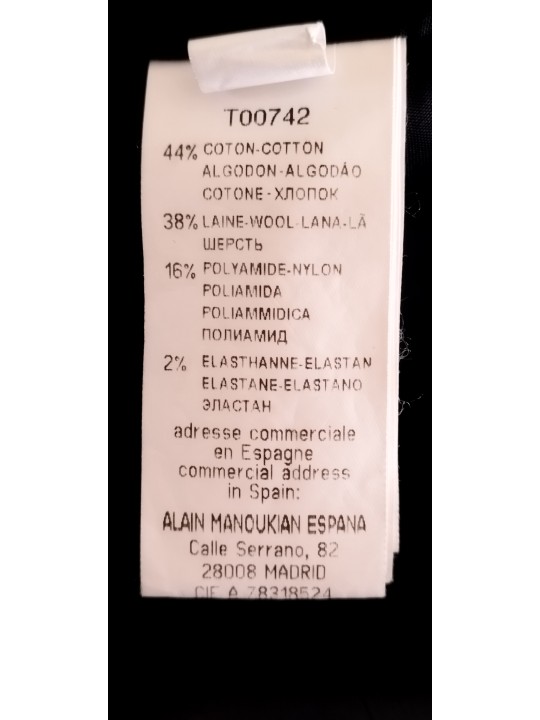 T00742
44% COTON-COTTON
ALGODON-ALGODÃO
COTONE-ХЛОПОК
38% LAINE-WOOL-LANA-LÃ
ШЕРСТЬ
16% POLYAMIDE-NYLON
POLIAMIDA
POLIAMMIDICA
ПОЛИАМИД
2% ELASTHANNE-ELASTAN
ELASTANE-ELASTANO
ЭЛАСТАН
adresse commerciale
en Espagne
commercial address
in Spain:
ALAIN MANOUKIAN ESPANA
Calle Serrano, 82
28008 MADRID
CIF A 78318524